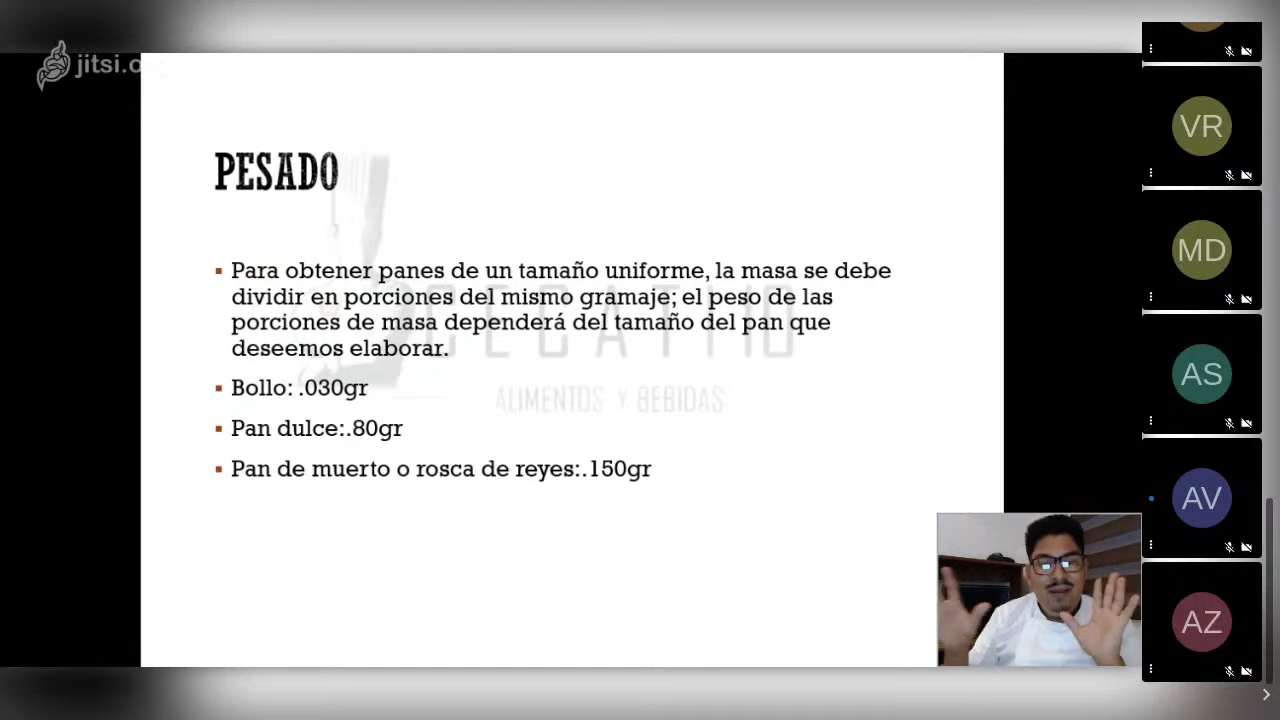 jitsi.o
PESADO
Para obtener panes de un tamaño uniforme, la masa se debe
dividir en porciones del mismo gramaje; el peso de las
porciones de masa dependerá del tamaño del pan que
deseemos elaborar.
Bollo: .030gr
Pan dulce:.80gr
Pan de muerto o rosca de reyes:.150gr
ALIMENTOS Y BEBIDAS
VR
MD
AS
AV
AZ